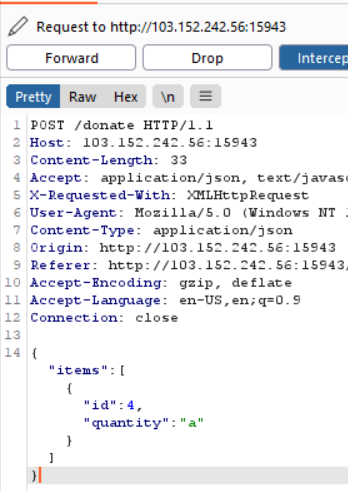 Request to http://103.152.242.56:15943
Forward Drop Intercep
Pretty Raw Hex \n
1 POST /donate HTTP/1.1
2 Host: 103.152.242.56:15943
3 Content-Length: 33
4 Accept: application/json, text/javas
5 X-Requested-With: XMLHttpRequest
6 User-Agent: Mozilla/5.0 (Windows NT
7 Content-Type: application/json
8 Origin: http://103.152.242.56:15943
9 Referer: http://103.152.242.56:15943/
10 Accept-Encoding: gzip, deflate
11 Accept-Language: en-US,en;q=0.9
12 Connection: close
13
14 {
"items":[
{
"id":4,
"quantity":"a"
}
]
}